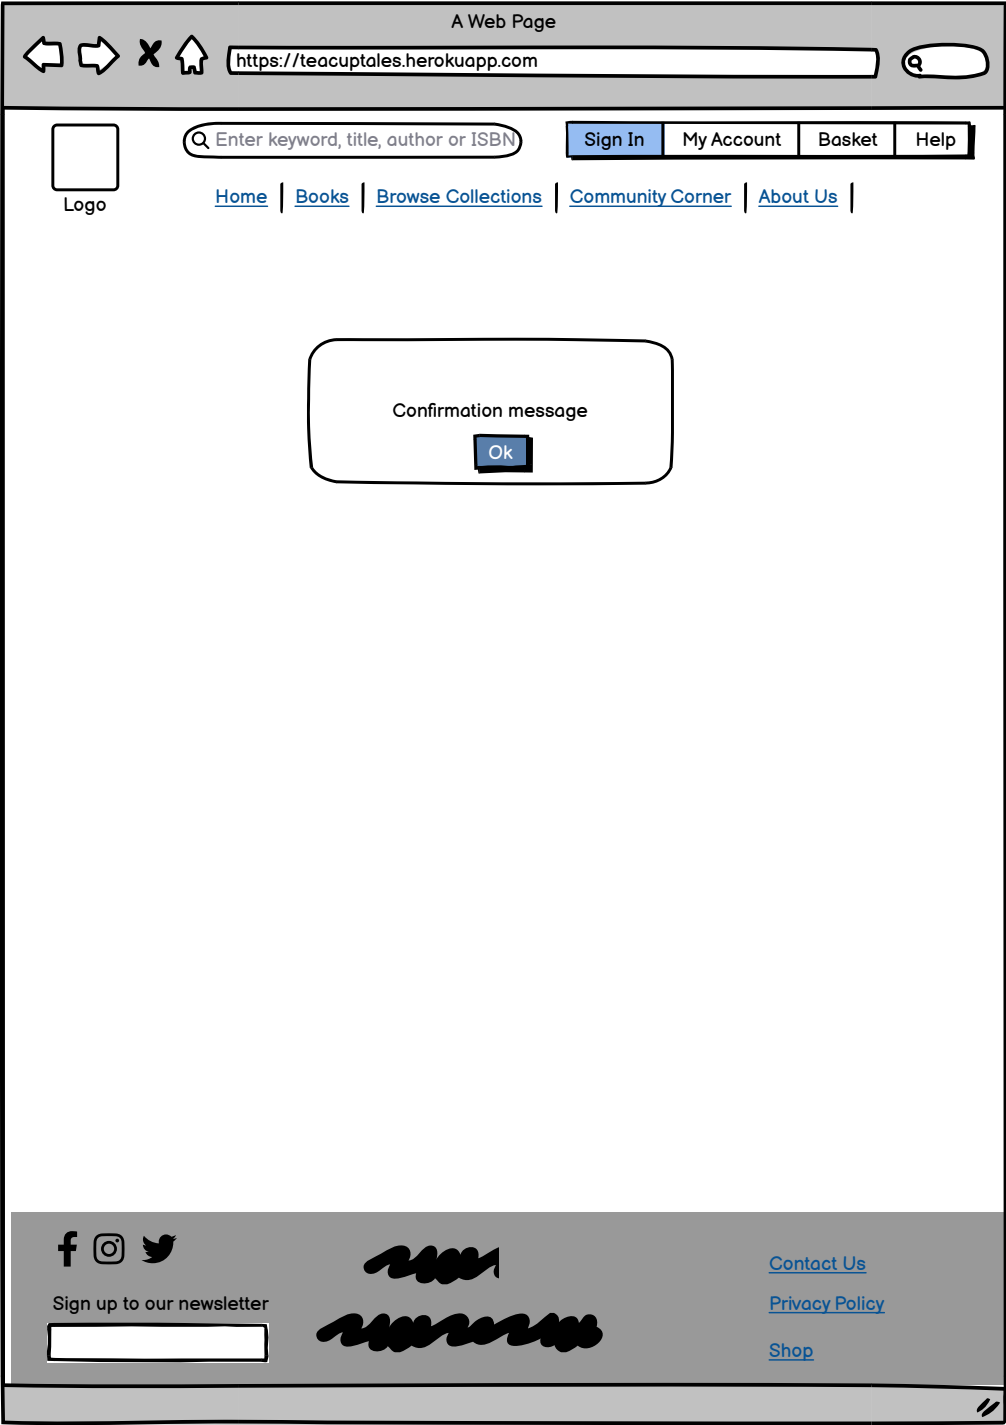 A Web Page
https://teacuptales.herokuapp.com
Enter keyword, title, author or ISBN
Sign In My Account Basket Help
Logo
Home Books Browse Collections Community Corner About Us
Confirmation message
Ok
Contact Us
Sign up to our newsletter
Privacy Policy
Shop